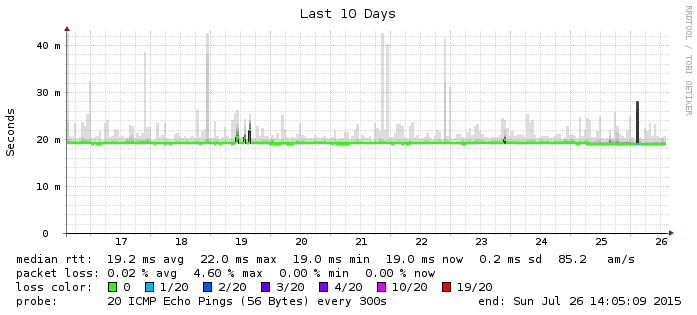 Last 10 Days
RRDTOOL / TOBI OETIKER
Seconds
40 m
30 m
20 m
10 m
0
17 18 19 20 21 22 23 24 25 26
median rtt: 19.2 ms avg 22.0 ms max 19.0 ms min 19.0 ms now 0.2 ms sd 85.2 am/s
packet loss: 0.02 % avg 4.60 % max 0.00 % min 0.00 % now
loss color: 0 1/20 2/20 3/20 4/20 10/20 19/20
probe: 20 ICMP Echo Pings (56 Bytes) every 300s end: Sun Jul 26 14:05:09 2015